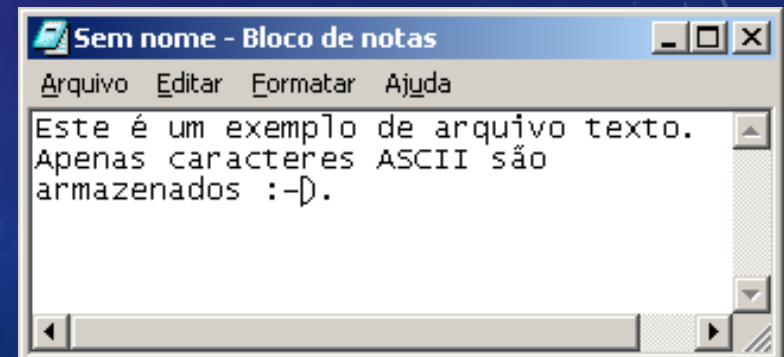 Sem nome - Bloco de notas
Arquivo Editar Formatar Ajuda
Este é um exemplo de arquivo texto.
Apenas caracteres ASCII são
armazenados :-).